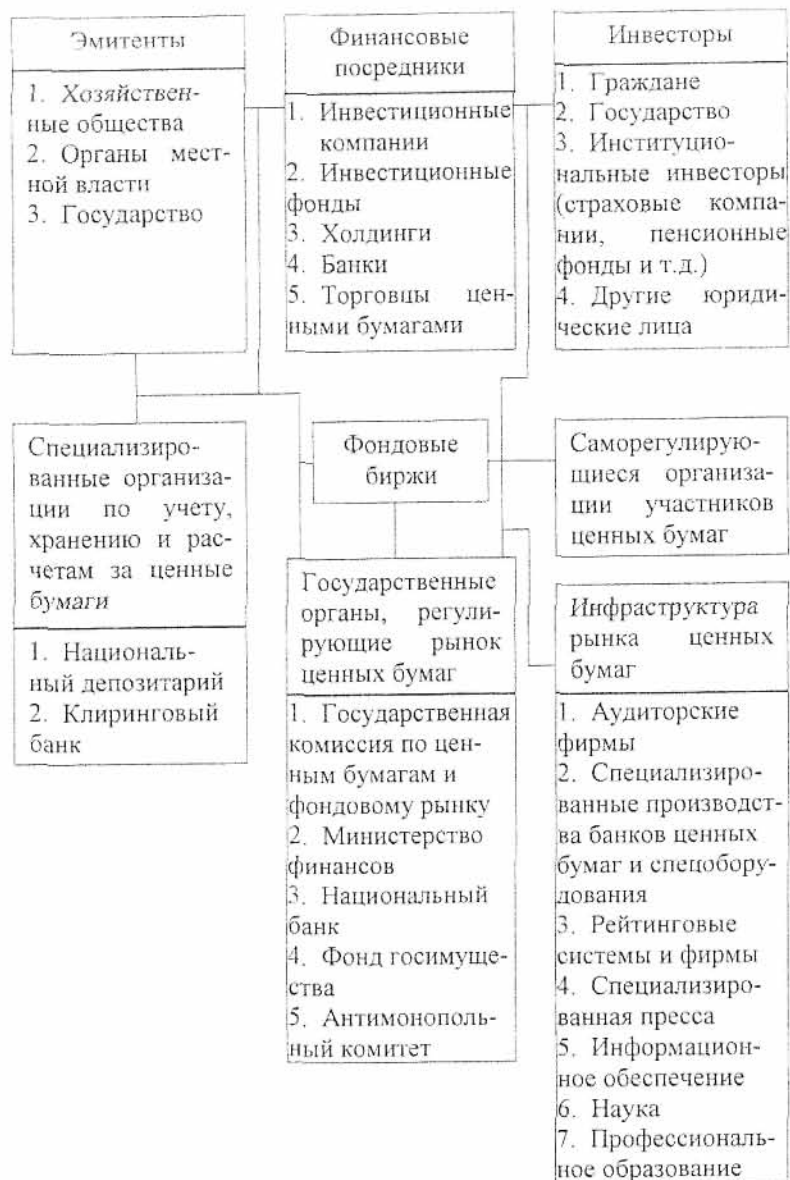 Эмитенты
1. Хозяйствен-
ные общества
2. Органы мест-
ной власти
3. Государство
Финансовые
посредники
1. Инвестиционные
компании
2. Инвестиционные
фонды
3. Холдинги
4. Банки
5. Торговцы цен-
ными бумагами
Инвесторы
1. Граждане
2. Государство
3. Институцио-
нальные инвесторы
(страховые компа-
нии, пенсионные
фонды и т.д.)
4. Другие юриди-
ческие лица
Специализиро-
ванные организа-
ции по учету,
хранению и рас-
четам за ценные
бумаги
1. Националь-
ный депозитарий
2. Клиринговый
банк
Фондовые
биржи
Саморегулирую-
щиеся организа-
ции участников
ценных бумаг
Государственные
органы, регули-
рующие рынок
ценных бумаг
1. Государственная
комиссия по цен-
ным бумагам и
фондовому рынку
2. Министерство
финансов
3. Национальный
банк
4. Фонд госимуще-
ства
5. Антимонополь-
ный комитет
Инфраструктура
рынка ценных
бумаг
1. Аудиторские
фирмы
2. Специализиро-
ванные производст-
ва банков ценных
бумаг и спецобору-
дования
3. Рейтинговые
системы и фирмы
4. Специализиро-
ванная пресса
5. Информацион-
ное обеспечение
6. Наука
7. Профессиональ-
ное образование